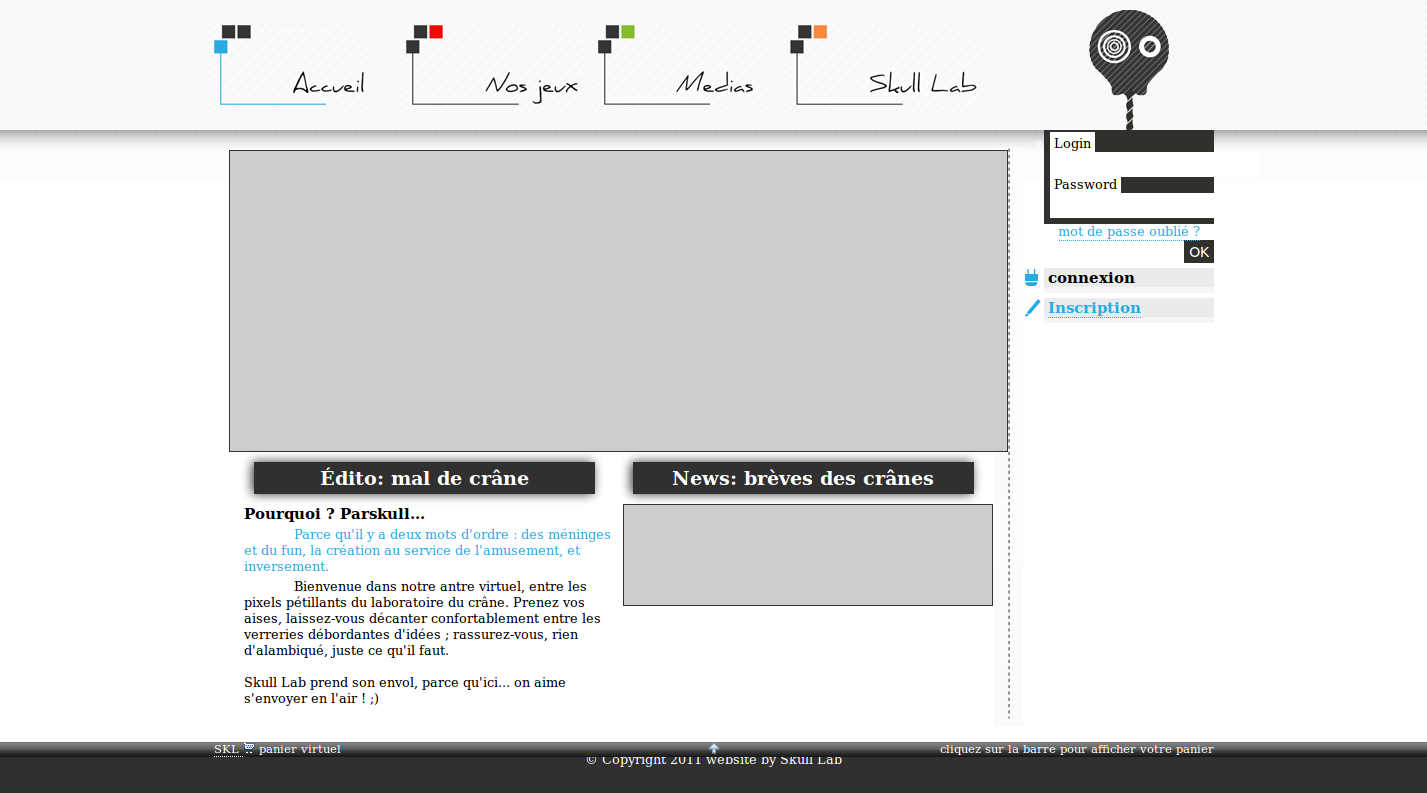 Accueil
Nos jeux
Medias
Skull Lab
Login
Password
mot de passe oublié ?
OK
connexion
Inscription
Édito: mal de crâne
Pourquoi ? Parskull...
Parce qu'il y a deux mots d'ordre : des méninges
et du fun, la création au service de l'amusement, et
inversement.
Bienvenue dans notre antre virtuel, entre les
pixels pétillants du laboratoire du crâne. Prenez vos
aises, laissez-vous décanter confortablement entre les
verreries débordantes d'idées ; rassurez-vous, rien
d'alambiqué, juste ce qu'il faut.
Skull Lab prend son envol, parce qu'ici... on aime
s'envoyer en l'air ! ;)
News: brèves des crânes
SKL panier virtuel
cliquez sur la barre pour afficher votre panier
© Copyright 2011 website by Skull Lab